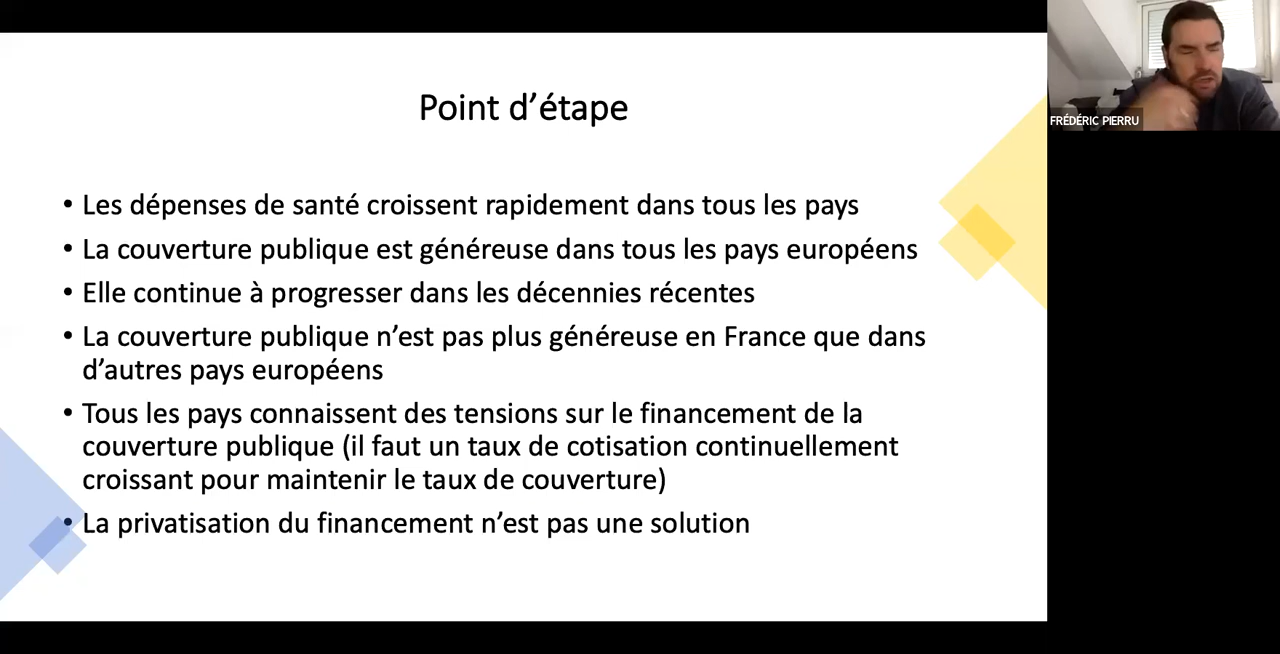 Point d’étape
• Les dépenses de santé croissent rapidement dans tous les pays
• La couverture publique est généreuse dans tous les pays européens
• Elle continue à progresser dans les décennies récentes
• La couverture publique n’est pas plus généreuse en France que dans
d’autres pays européens
• Tous les pays connaissent des tensions sur le financement de la
couverture publique (il faut un taux de cotisation continuellement
croissant pour maintenir le taux de couverture)
• La privatisation du financement n’est pas une solution
FRÉDÉRIC PIERRU